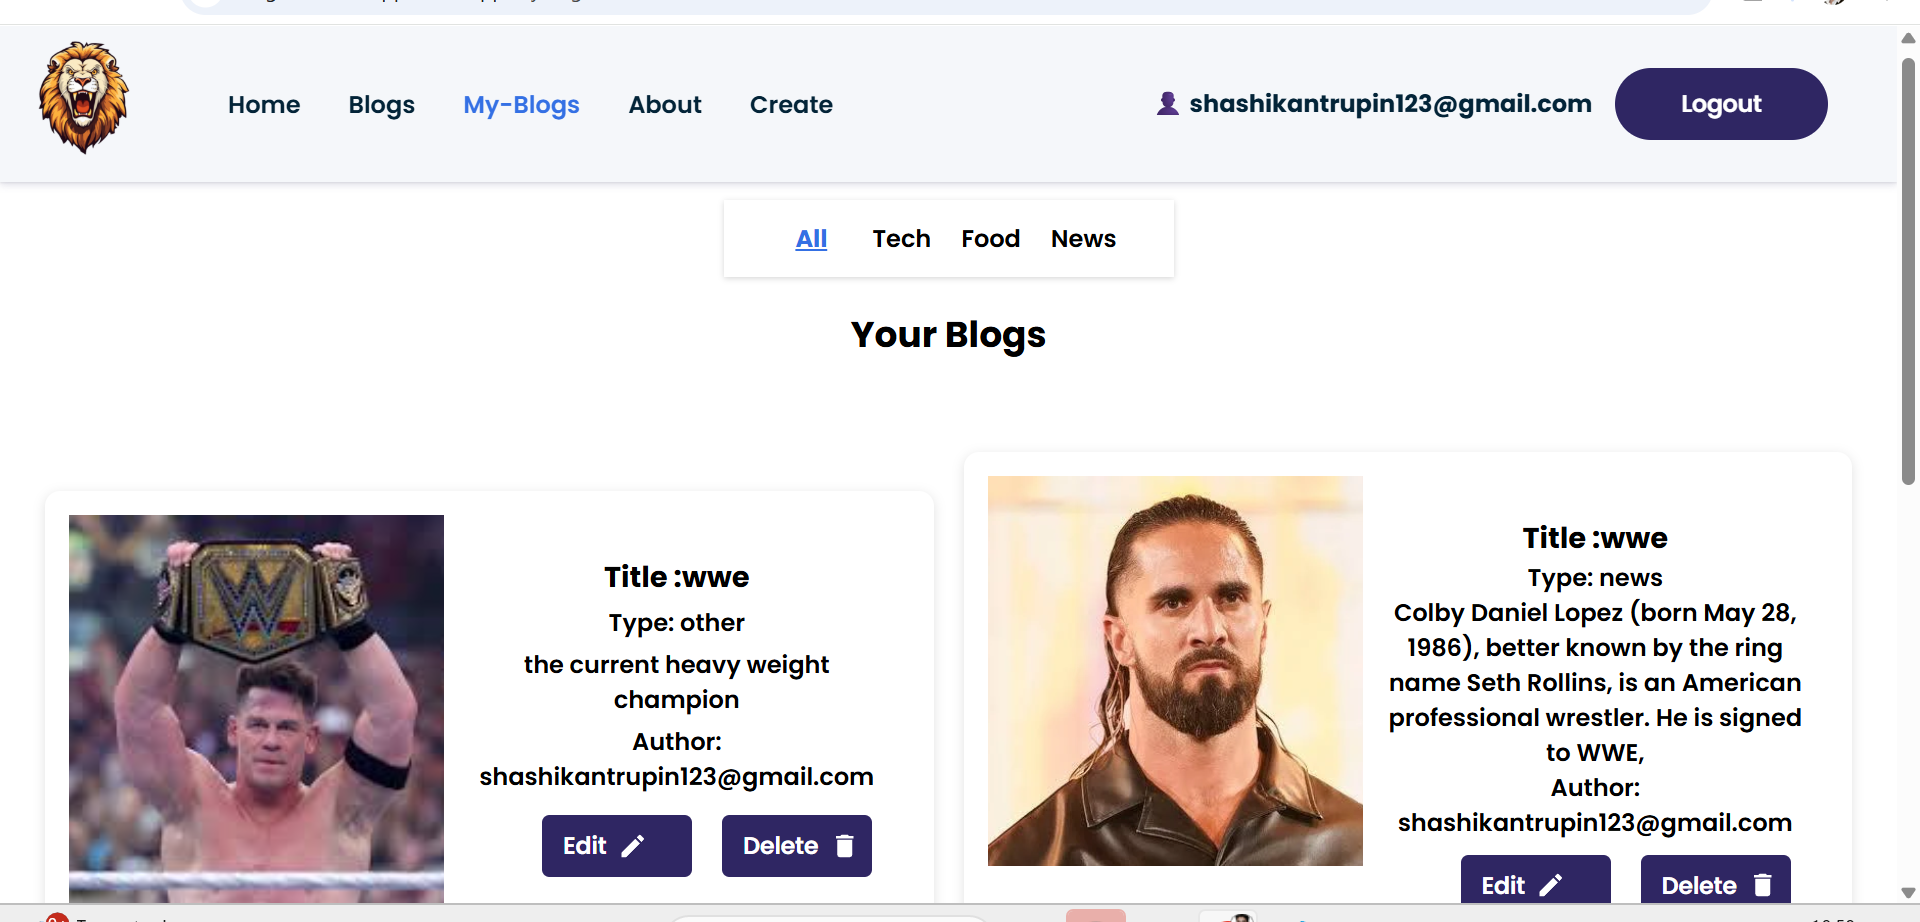 Home Blogs My-Blogs About Create shashikantrupin123@gmail.com Logout
All Tech Food News
Your Blogs
Title :wwe
Type: other
the current heavy weight
champion
Author:
shashikantrupin123@gmail.com
Edit Delete
Title :wwe
Type: news
Colby Daniel Lopez (born May 28,
1986), better known by the ring
name Seth Rollins, is an American
professional wrestler. He is signed
to WWE,
Author:
shashikantrupin123@gmail.com
Edit Delete